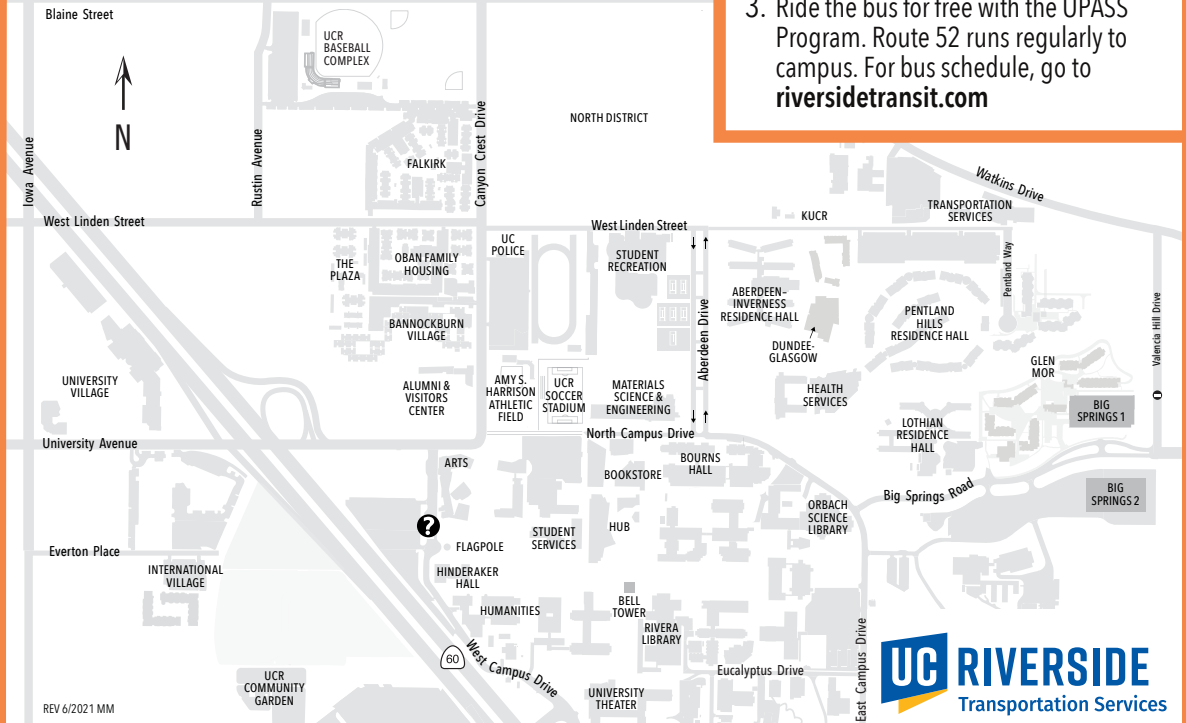 3. Ride the bus for free with the UPASS
Program. Route 52 runs regularly to
campus. For bus schedule, go to
riversidetransit.com
Blaine Street
UCR
BASEBALL
COMPLEX
N
Iowa Avenue
Rustin Avenue
Canyon Crest Drive
NORTH DISTRICT
FALKIRK
Watkins Drive
TRANSPORTATION
SERVICES
KUCR
West Linden Street
West Linden Street
UC
POLICE
STUDENT
RECREATION
THE
PLAZA
OBAN FAMILY
HOUSING
Pentland Way
Valencia Hill Drive
ABERDEEN–
INVERNESS
RESIDENCE HALL
Aberdeen Drive
PENTLAND
HILLS
RESIDENCE HALL
BANNOCKBURN
VILLAGE
DUNDEE-
GLASGOW
GLEN
MOR
UNIVERSITY
VILLAGE
ALUMNI &
VISITORS
CENTER
AMY S.
HARRISON
ATHLETIC
FIELD
UCR
SOCCER
STADIUM
MATERIALS
SCIENCE &
ENGINEERING
HEALTH
SERVICES
BIG
SPRINGS 1
LOTHIAN
RESIDENCE
HALL
University Avenue
North Campus Drive
ARTS
BOOKSTORE
BOURNS
HALL
Big Springs Road
BIG
SPRINGS 2
ORBACH
SCIENCE
LIBRARY
?
STUDENT
SERVICES
HUB
FLAGPOLE
Everton Place
INTERNATIONAL
VILLAGE
HINDERAKER
HALL
HUMANITIES
BELL
TOWER
RIVERA
LIBRARY
60
West Campus Drive
Eucalyptus Drive
East Campus Drive
UCR
COMMUNITY
GARDEN
UNIVERSITY
THEATER
UC RIVERSIDE
Transportation Services
REV 6/2021 MM